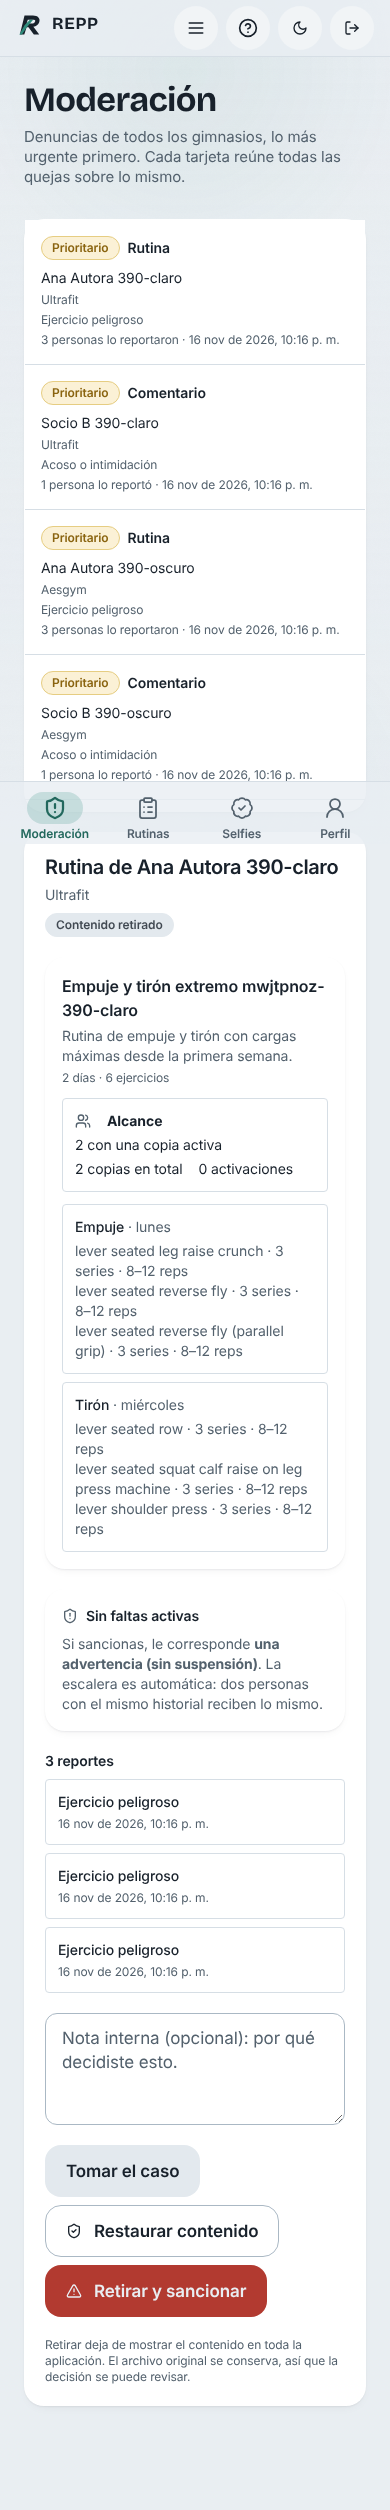 REPP
Moderación
Denuncias de todos los gimnasios, lo más
urgente primero. Cada tarjeta reúne todas las
quejas sobre lo mismo.
Prioritario Rutina
Ana Autora 390-claro
Ultrafit
Ejercicio peligroso
3 personas lo reportaron · 16 nov de 2026, 10:16 p. m.
Prioritario Comentario
Socio B 390-claro
Ultrafit
Acoso o intimidación
1 persona lo reportó · 16 nov de 2026, 10:16 p. m.
Prioritario Rutina
Ana Autora 390-oscuro
Aesgym
Ejercicio peligroso
3 personas lo reportaron · 16 nov de 2026, 10:16 p. m.
Prioritario Comentario
Socio B 390-oscuro
Aesgym
Acoso o intimidación
1 persona lo reportó · 16 nov de 2026, 10:16 p. m.
Moderación Rutinas Selfies Perfil
Rutina de Ana Autora 390-claro
Ultrafit
Contenido retirado
Empuje y tirón extremo mwjtpnoz-
390-claro
Rutina de empuje y tirón con cargas
máximas desde la primera semana.
2 días · 6 ejercicios
Alcance
2 con una copia activa
2 copias en total 0 activaciones
Empuje · lunes
lever seated leg raise crunch · 3
series · 8–12 reps
lever seated reverse fly · 3 series ·
8–12 reps
lever seated reverse fly (parallel
grip) · 3 series · 8–12 reps
Tirón · miércoles
lever seated row · 3 series · 8–12
reps
lever seated squat calf raise on leg
press machine · 3 series · 8–12 reps
lever shoulder press · 3 series · 8–12
reps
Sin faltas activas
Si sancionas, le corresponde una
advertencia (sin suspensión). La
escalera es automática: dos personas
con el mismo historial reciben lo mismo.
3 reportes
Ejercicio peligroso
16 nov de 2026, 10:16 p. m.
Ejercicio peligroso
16 nov de 2026, 10:16 p. m.
Ejercicio peligroso
16 nov de 2026, 10:16 p. m.
Nota interna (opcional): por qué
decidiste esto.
Tomar el caso
Restaurar contenido
Retirar y sancionar
Retirar deja de mostrar el contenido en toda la
aplicación. El archivo original se conserva, así que la
decisión se puede revisar.